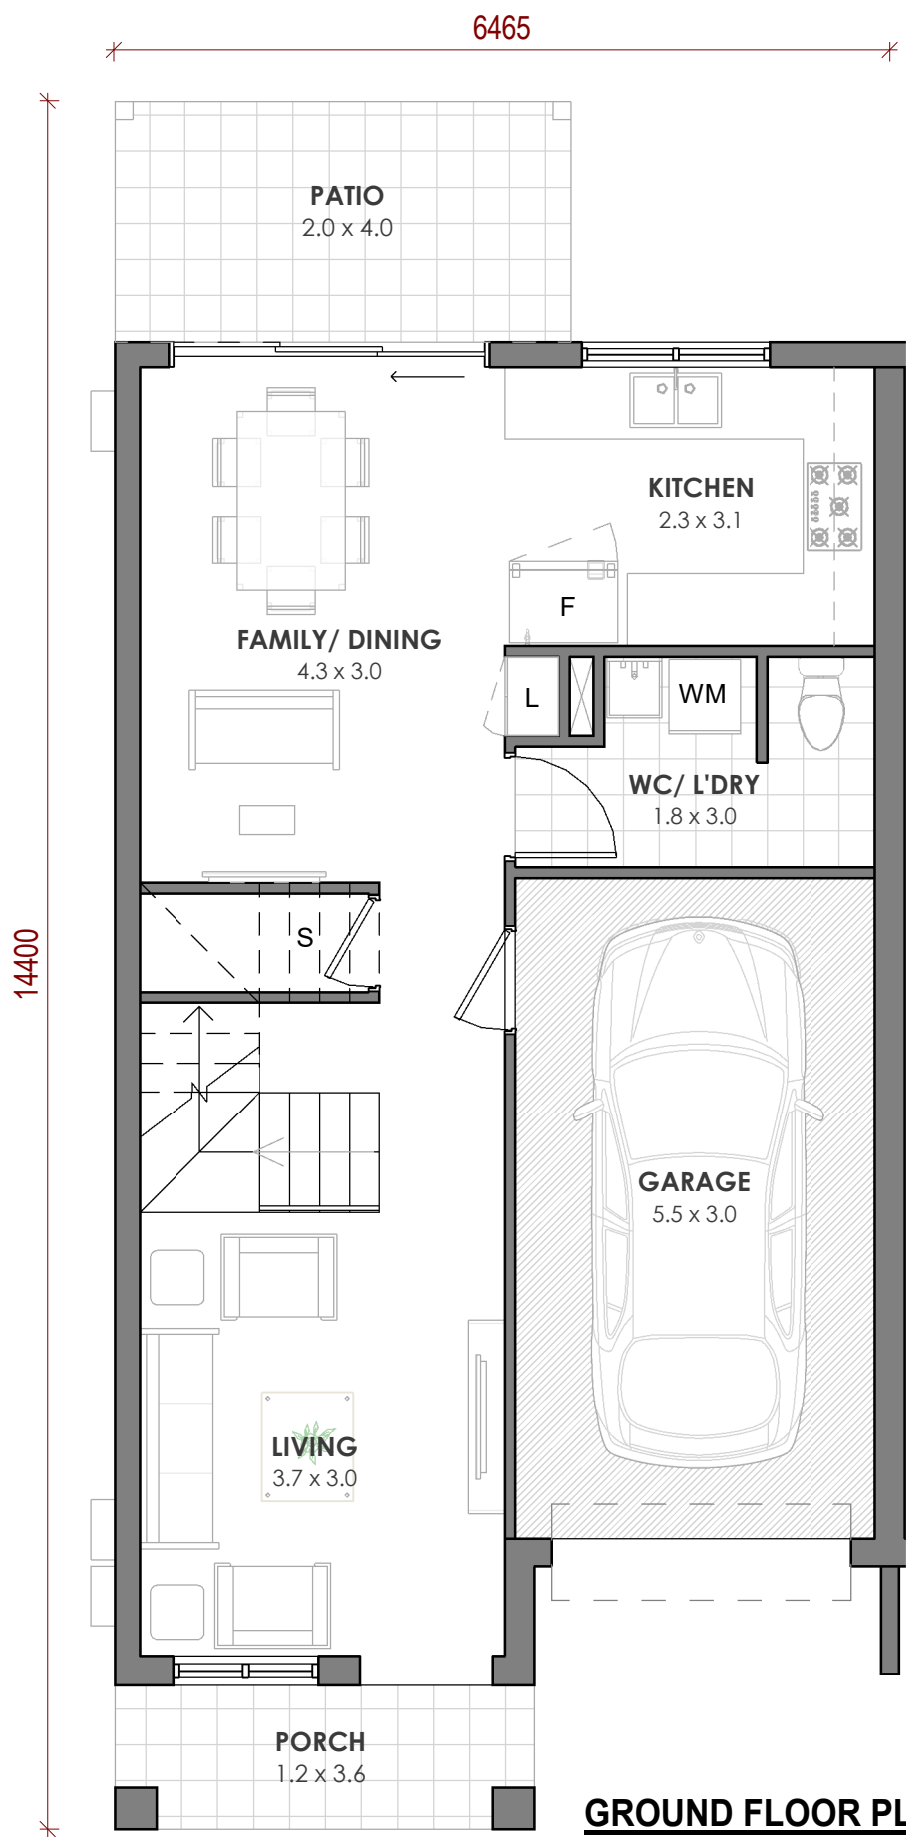 6465
PATIO
2.0 x 4.0
KITCHEN
2.3 x 3.1
F
FAMILY/ DINING
4.3 x 3.0
L
WM
WC/ L'DRY
1.8 x 3.0
S
14400
GARAGE
5.5 x 3.0
LIVING
3.7 x 3.0
PORCH
1.2 x 3.6
GROUND FLOOR PL